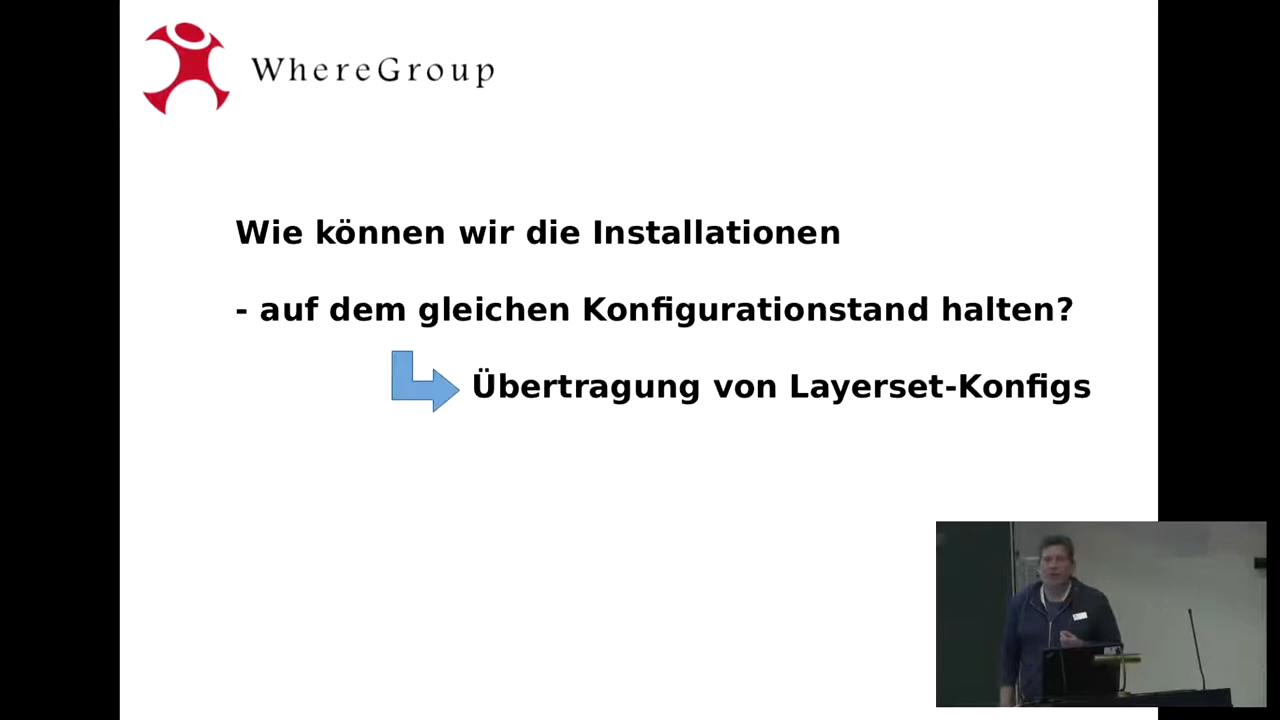 WhereGroup
Wie können wir die Installationen
- auf dem gleichen Konfigurationstand halten?
Übertragung von Layerset-Konfigs